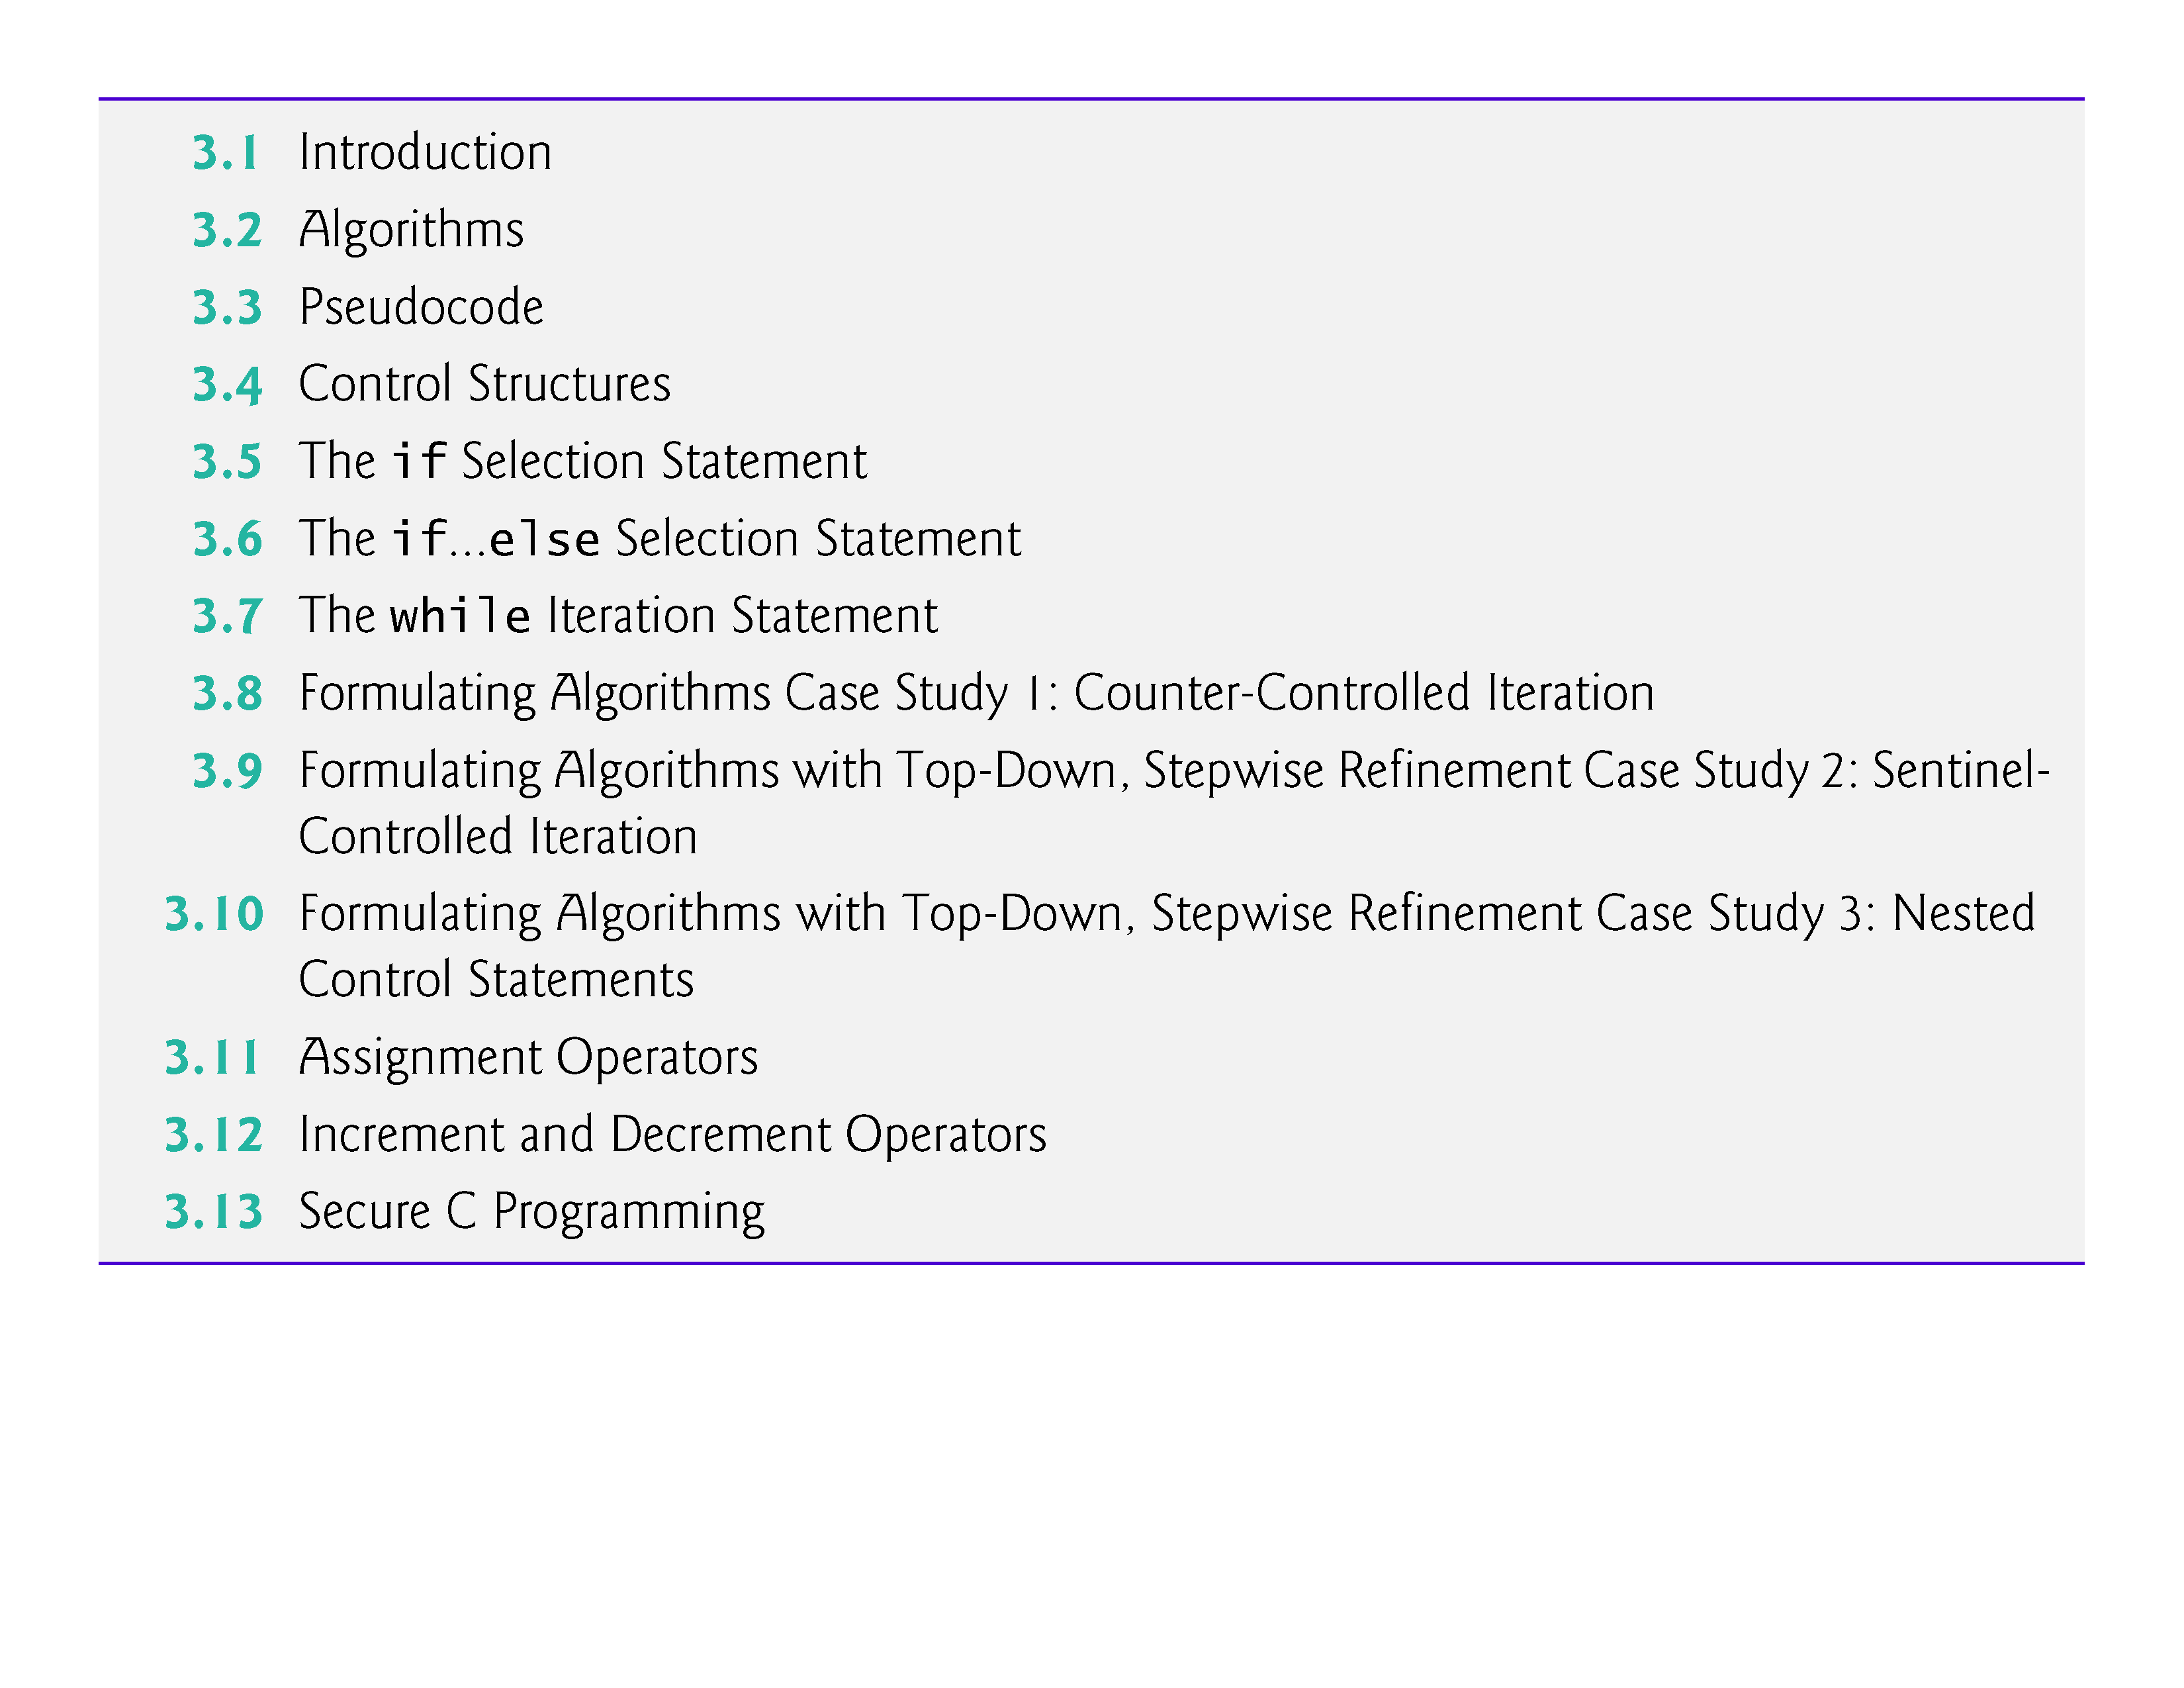 3.1 Introduction
3.2 Algorithms
3.3 Pseudocode
3.4 Control Structures
3.5 The if Selection Statement
3.6 The if…else Selection Statement
3.7 The while Iteration Statement
3.8 Formulating Algorithms Case Study 1: Counter-Controlled Iteration
3.9 Formulating Algorithms with Top-Down, Stepwise Refinement Case Study 2: Sentinel-
Controlled Iteration
3.10 Formulating Algorithms with Top-Down, Stepwise Refinement Case Study 3: Nested
Control Statements
3.11 Assignment Operators
3.12 Increment and Decrement Operators
3.13 Secure C Programming